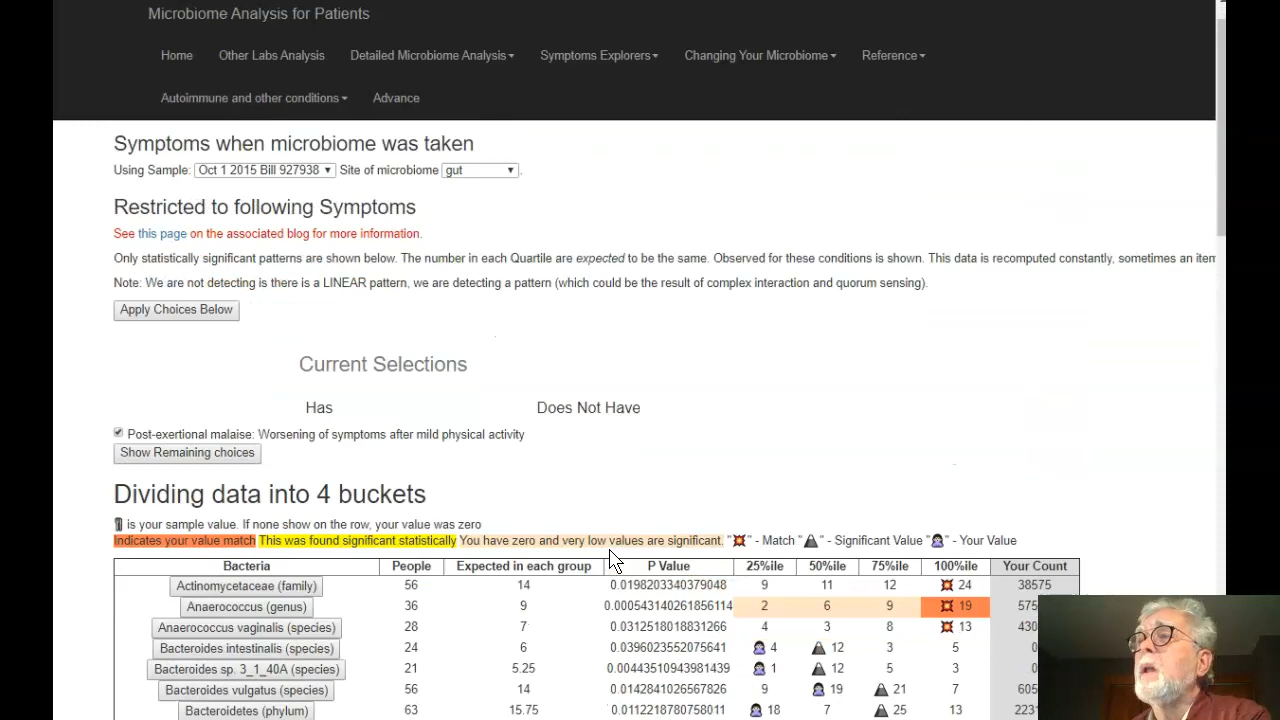 Microbiome Analysis for Patients
Home Other Labs Analysis Detailed Microbiome Analysis Symptoms Explorers Changing Your Microbiome Reference
Autoimmune and other conditions Advance
Symptoms when microbiome was taken
Using Sample: Oct 1 2015 Bill 927938 Site of microbiome gut .
Restricted to following Symptoms
See this page on the associated blog for more information.
Only statistically significant patterns are shown below. The number in each Quartile are expected to be the same. Observed for these conditions is shown. This data is recomputed constantly, sometimes an item
Note: We are not detecting is there is a LINEAR pattern, we are detecting a pattern (which could be the result of complex interaction and quorum sensing).
Apply Choices Below
Current Selections
Has Does Not Have
Post-exertional malaise: Worsening of symptoms after mild physical activity
Show Remaining choices
Dividing data into 4 buckets
is your sample value. If none show on the row, your value was zero
Indicates your value match This was found significant statistically You have zero and very low values are significant. "💥" - Match "⛰" - Significant Value "🙍" - Your Value
Bacteria People Expected in each group P Value 25%ile 50%ile 75%ile 100%ile Your Count
Actinomycetaceae (family) 56 14 0.0198203340379048 9 11 12 💥 24 38575
Anaerococcus (genus) 36 9 0.000543140261856114 2 6 9 💥 19 575
Anaerococcus vaginalis (species) 28 7 0.0312518018831266 4 3 8 💥 13 430
Bacteroides intestinalis (species) 24 6 0.0396023552075641 🙍 4 ⛰ 12 3 5 0
Bacteroides sp. 3_1_40A (species) 21 5.25 0.00443510943981439 🙍 1 ⛰ 12 5 3 0
Bacteroides vulgatus (species) 56 14 0.0142841026567826 9 🙍 19 ⛰ 21 7 605
Bacteroidetes (phylum) 63 15.75 0.0112218780758011 🙍 18 7 ⛰ 25 13 223